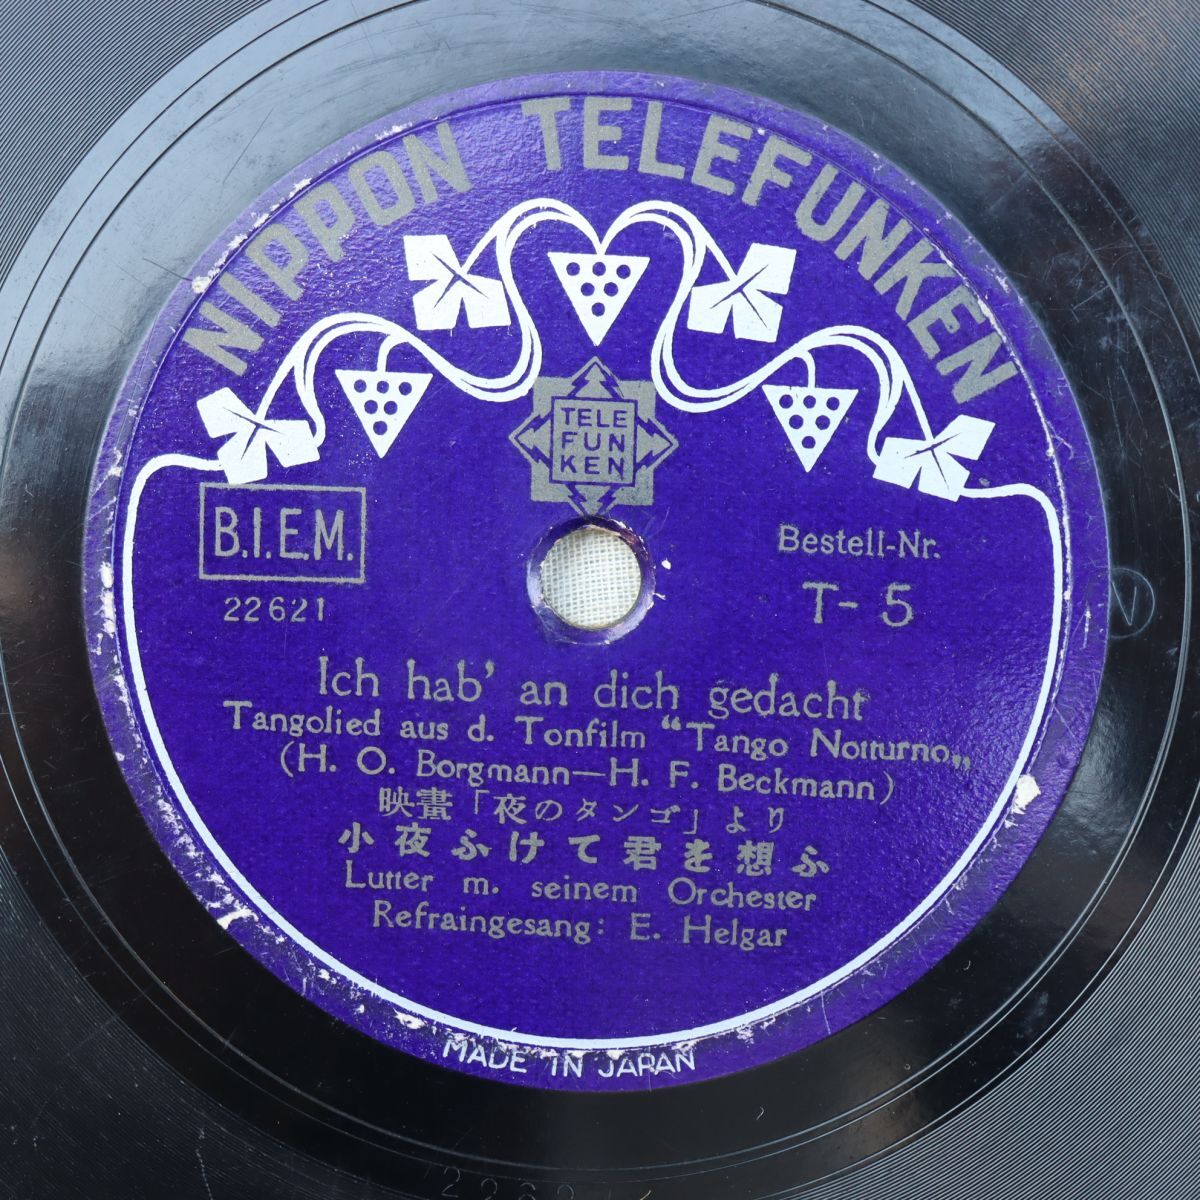 NIPPON TELEFUNKEN
TELE
FUN
KEN
B.I.E.M.
22621
Bestell-Nr.
T-5
Ich hab' an dich gedacht
Tangolied aus d. Tonfilm “Tango Notturno„
(H. O. Borgmann—H. F. Beckmann)
映畫「夜のタンゴ」より
小夜ふけて君を想ふ
Lutter m. seinem Orchester
Refraingesang: E. Helgar
MADE IN JAPAN